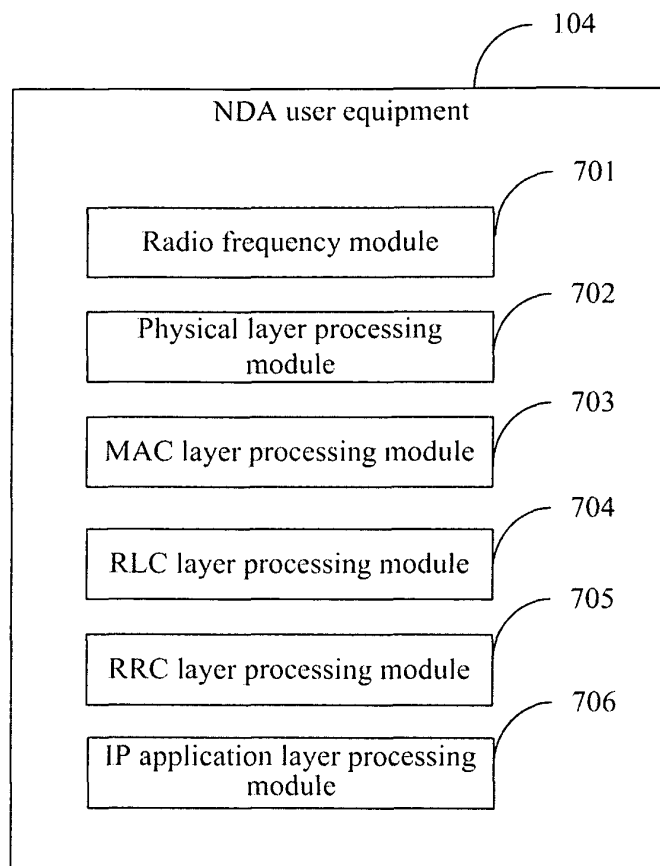 104
NDA user equipment
701
Radio frequency module
702
Physical layer processing
module
703
MAC layer processing module
704
RLC layer processing module
705
RRC layer processing module
706
IP application layer processing
module